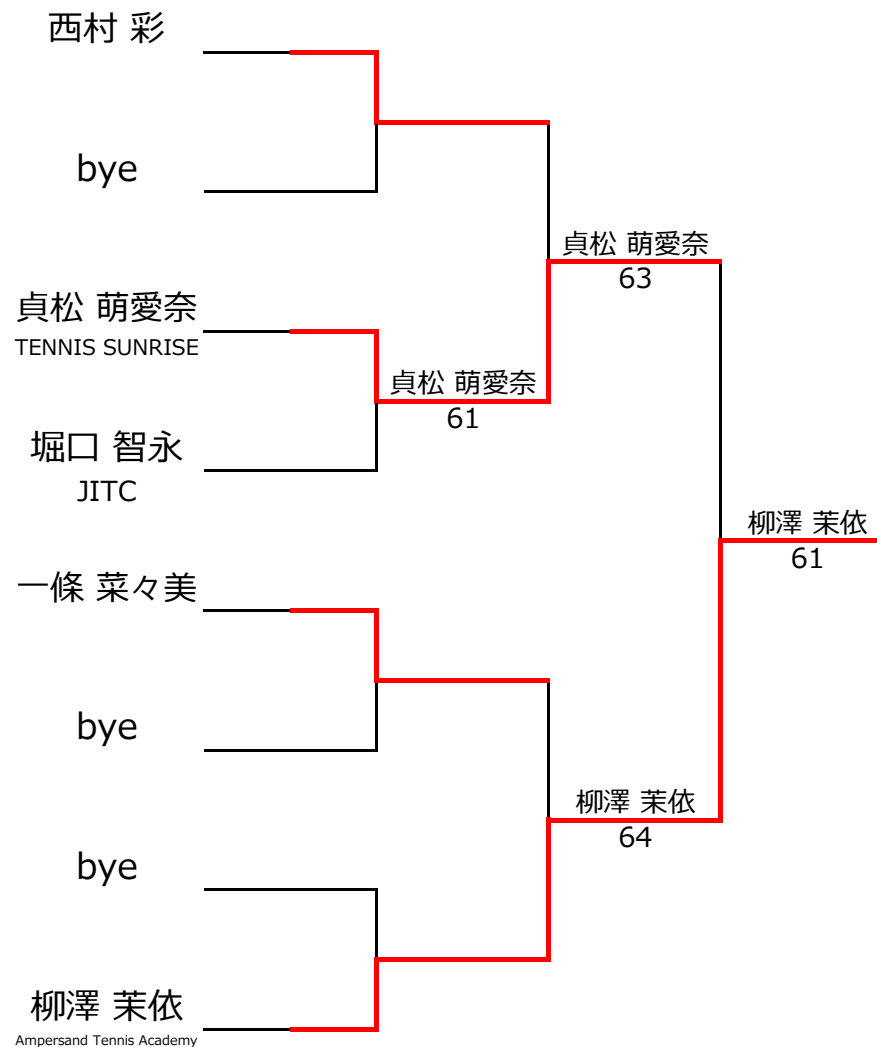 西村 彩
bye
貞松 萌愛奈
63
貞松 萌愛奈
TENNIS SUNRISE
貞松 萌愛奈
61
堀口 智永
JITC
柳澤 茉依
61
一條 菜々美
bye
柳澤 茉依
64
bye
柳澤 茉依
Ampersand Tennis Academy